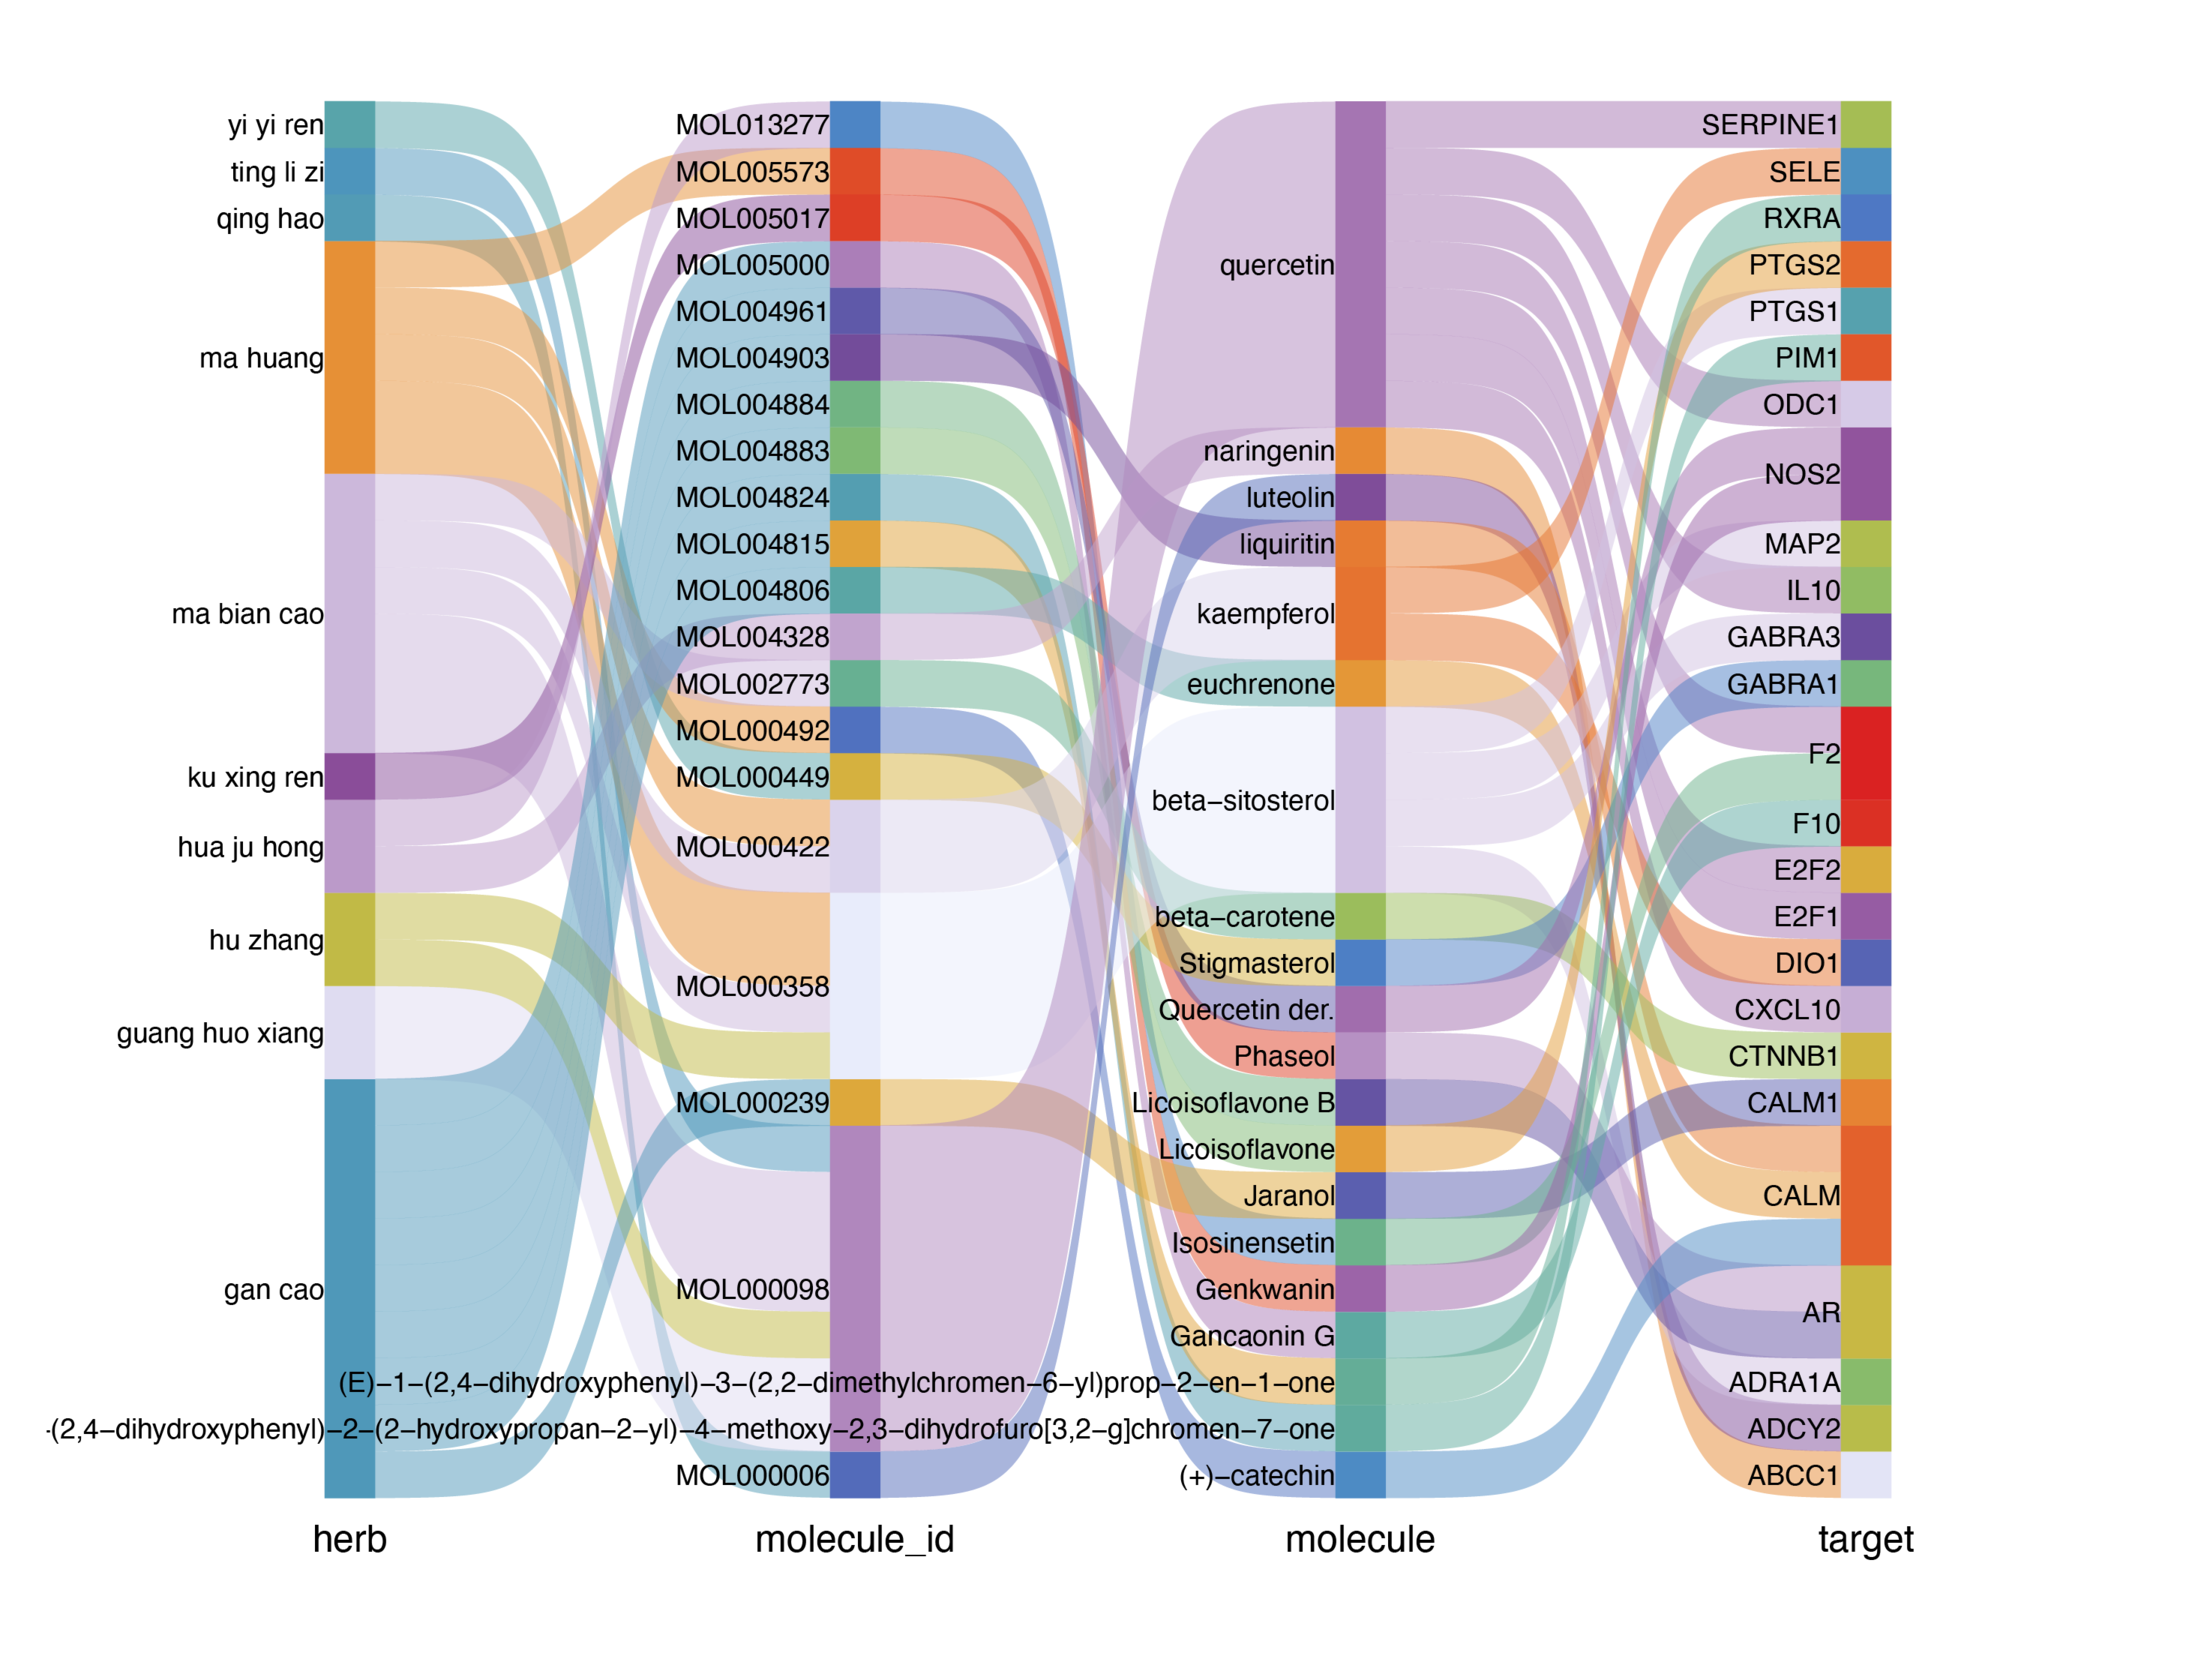 yi yi ren
ting li zi
qing hao
ma huang
ma bian cao
ku xing ren
hua ju hong
hu zhang
guang huo xiang
gan cao
herb
MOL013277
MOL005573
MOL005017
MOL005000
MOL004961
MOL004903
MOL004884
MOL004883
MOL004824
MOL004815
MOL004806
MOL004328
MOL002773
MOL000492
MOL000449
MOL000422
MOL000358
MOL000239
MOL000098
MOL000006
molecule_id
quercetin
naringenin
luteolin
liquiritin
kaempferol
euchrenone
beta−sitosterol
beta−carotene
Stigmasterol
Quercetin der.
Phaseol
Licoisoflavone B
Licoisoflavone
Jaranol
Isosinensetin
Genkwanin
Gancaonin G
(E)−1−(2,4−dihydroxyphenyl)−3−(2,2−dimethylchromen−6−yl)prop−2−en−1−one
-(2,4−dihydroxyphenyl)−2−(2−hydroxypropan−2−yl)−4−methoxy−2,3−dihydrofuro[3,2−g]chromen−7−one
(+)−catechin
molecule
SERPINE1
SELE
RXRA
PTGS2
PTGS1
PIM1
ODC1
NOS2
MAP2
IL10
GABRA3
GABRA1
F2
F10
E2F2
E2F1
DIO1
CXCL10
CTNNB1
CALM1
CALM
AR
ADRA1A
ADCY2
ABCC1
target